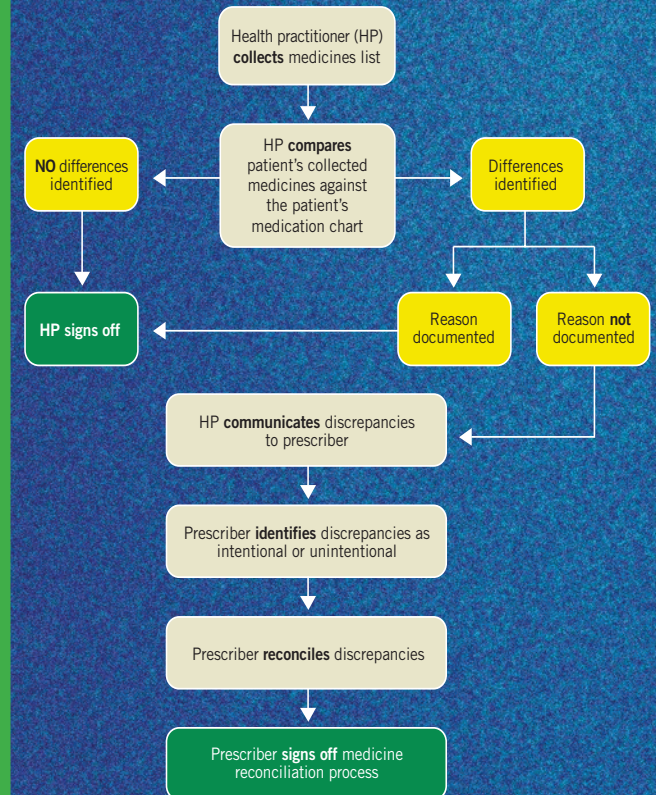 Health practitioner (HP)
collects medicines list
HP compares
patient's collected
medicines against
the patient's
medication chart
NO differences
identified
Differences
identified
HP signs off
Reason
documented
Reason not
documented
HP communicates discrepancies
to prescriber
Prescriber identifies discrepancies as
intentional or unintentional
Prescriber reconciles discrepancies
Prescriber signs off medicine
reconciliation process